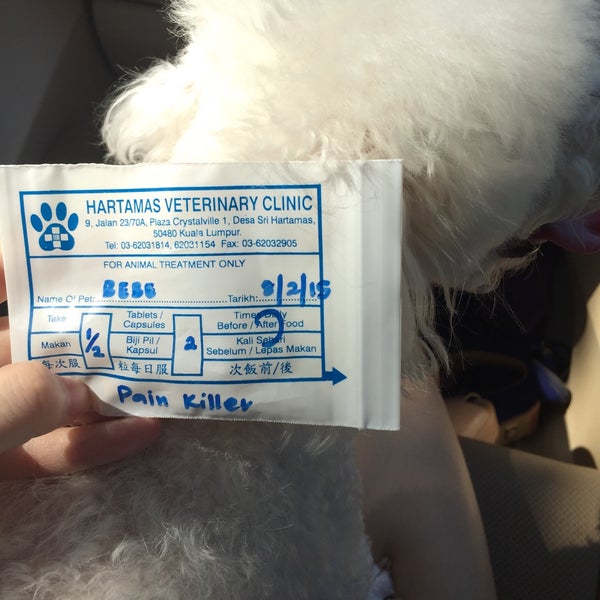 HARTAMAS VETERINARY CLINIC
9, Jalan 23/70A, Plaza Crystalville 1, Desa Sri Hartamas,
50480 Kuala Lumpur.
Tel: 03-62031814, 62031154 Fax: 03-62032905
FOR ANIMAL TREATMENT ONLY
Name Of Pet: BEBE Tarikh: 8/2/15
Take Tablets / Times Daily
Capsules Before / After Food
Makan 1/2 Biji Pil / 2 Kali Sehari
Kapsul Sebelum / Lepas Makan
每次服 粒每日服 次飯前/後
Pain Killer